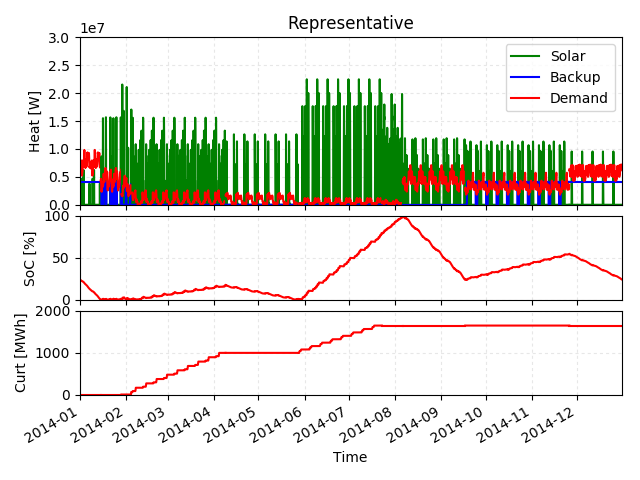 Representative
1e7
3.0
2.5
2.0
1.5
1.0
0.5
0.0
Heat [W]
Solar
Backup
Demand
100
50
0
SoC [%]
2000
1000
0
Curt [MWh]
2014-01
2014-02
2014-03
2014-04
2014-05
2014-06
2014-07
2014-08
2014-09
2014-10
2014-11
2014-12
Time